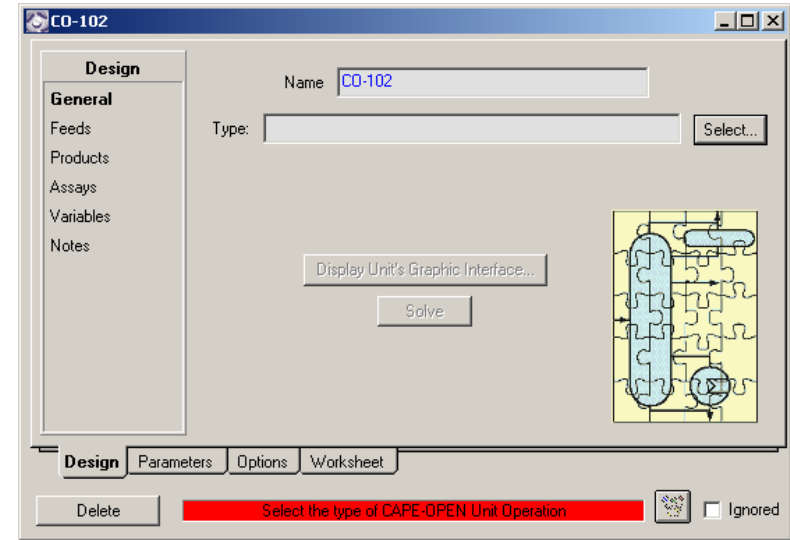 CO-102
Design
General
Feeds
Products
Assays
Variables
Notes
Name CO-102
Type: Select...
Display Unit's Graphic Interface...
Solve
Design Parameters Options Worksheet
Delete Select the type of CAPE-OPEN Unit Operation Ignored